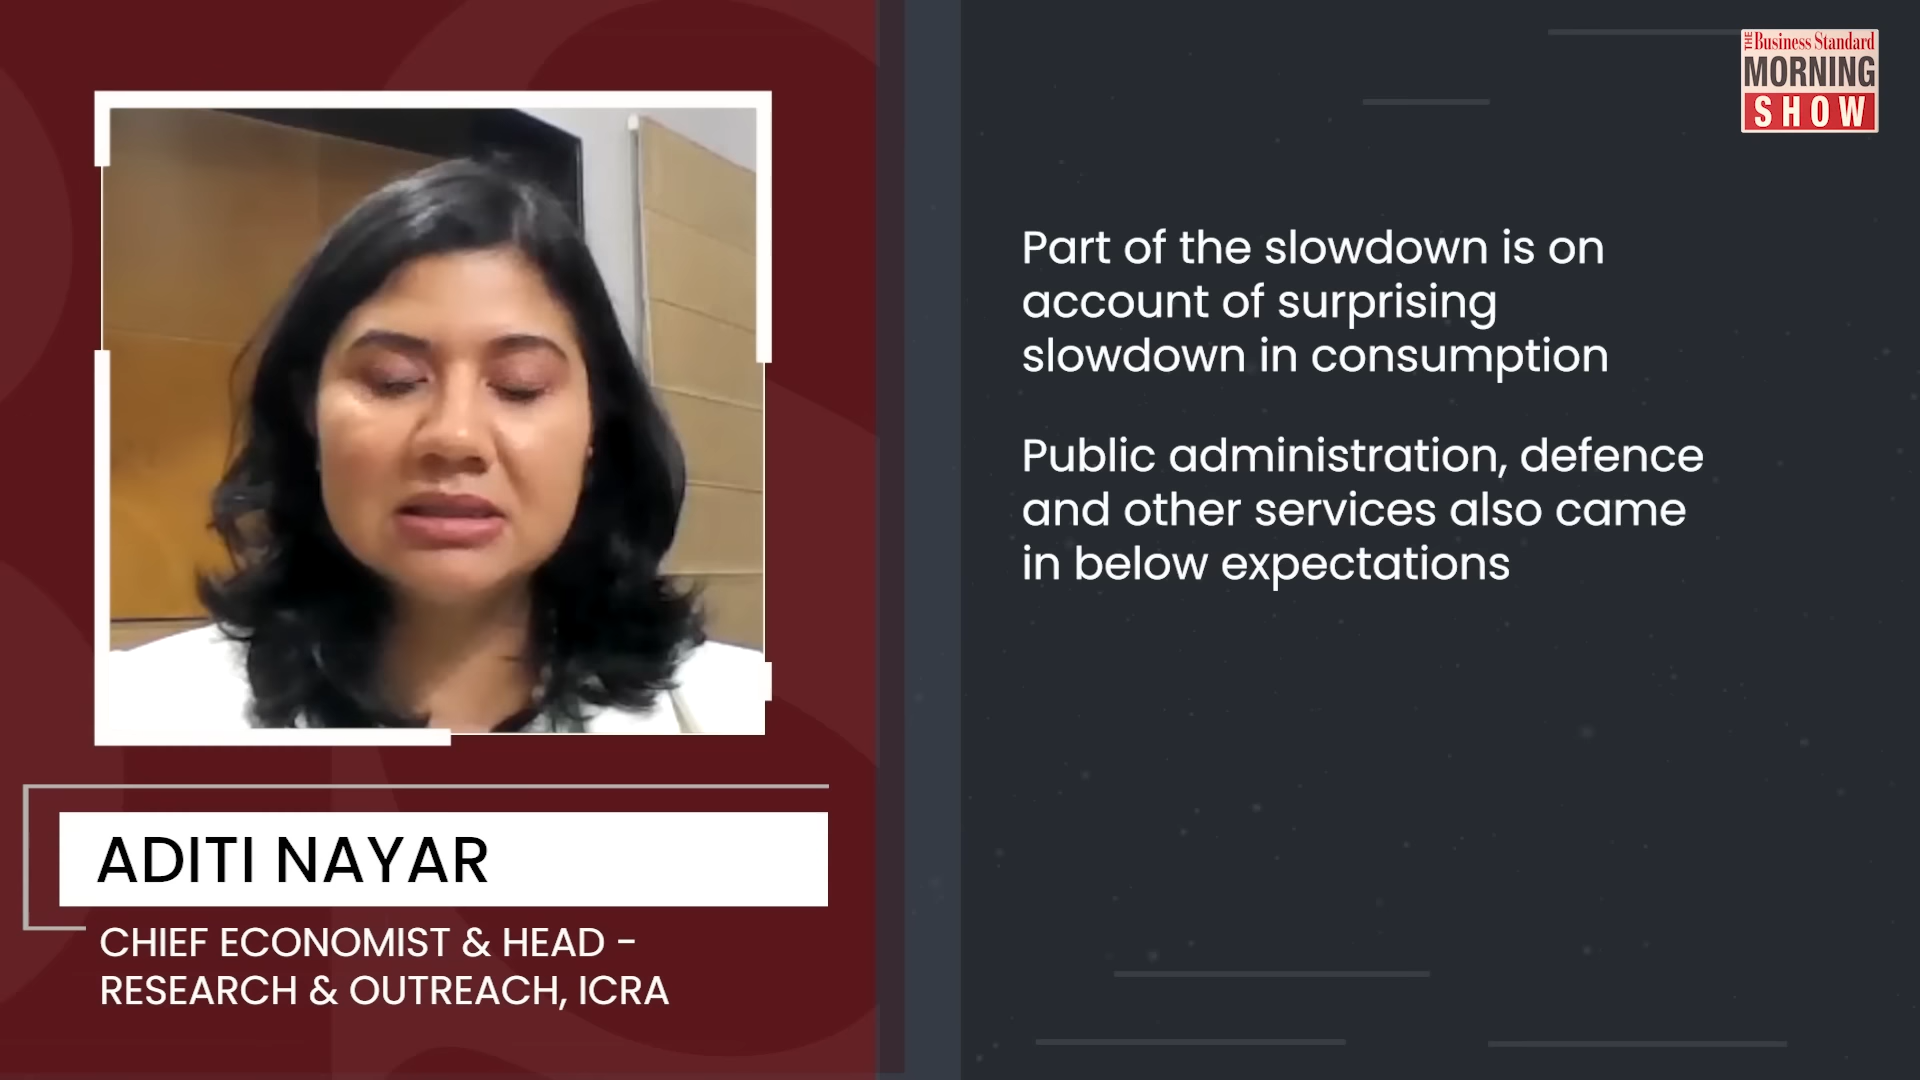 THE Business Standard
MORNING
SHOW
Part of the slowdown is on
account of surprising
slowdown in consumption
Public administration, defence
and other services also came
in below expectations
ADITI NAYAR
CHIEF ECONOMIST & HEAD -
RESEARCH & OUTREACH, ICRA